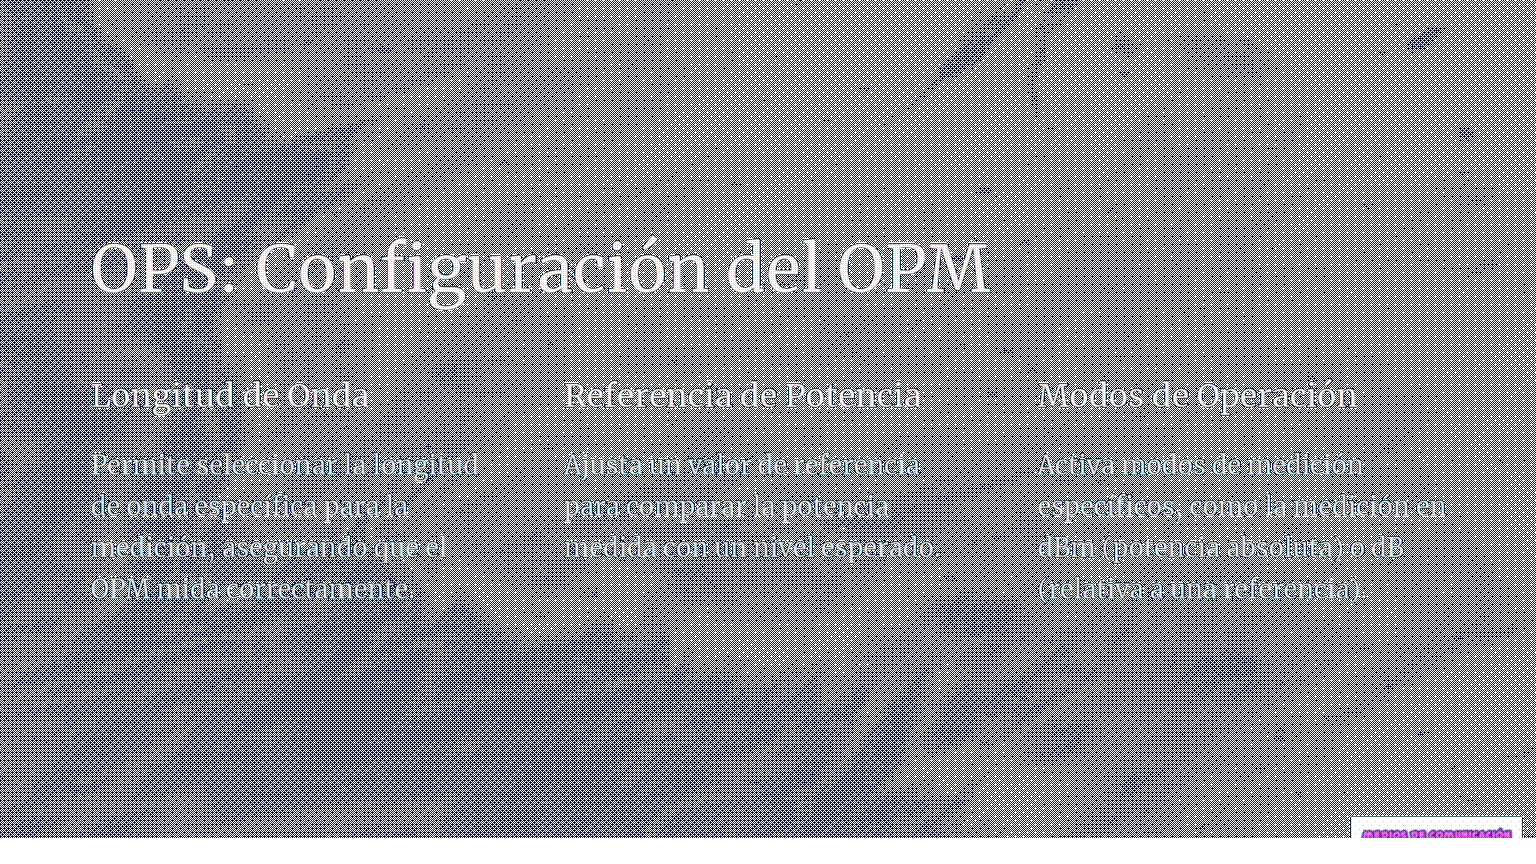 OPS: Configuración del OPM
Longitud de Onda
Permite seleccionar la longitud
de onda específica para la
medición, asegurando que el
OPM mida correctamente.
Referencia de Potencia
Ajusta un valor de referencia
para comparar la potencia
medida con un nivel esperado.
Modos de Operación
Activa modos de medición
específicos, como la medición en
dBm (potencia absoluta) o dB
(relativa a una referencia).
MEDIOS DE COMUNICACIÓN